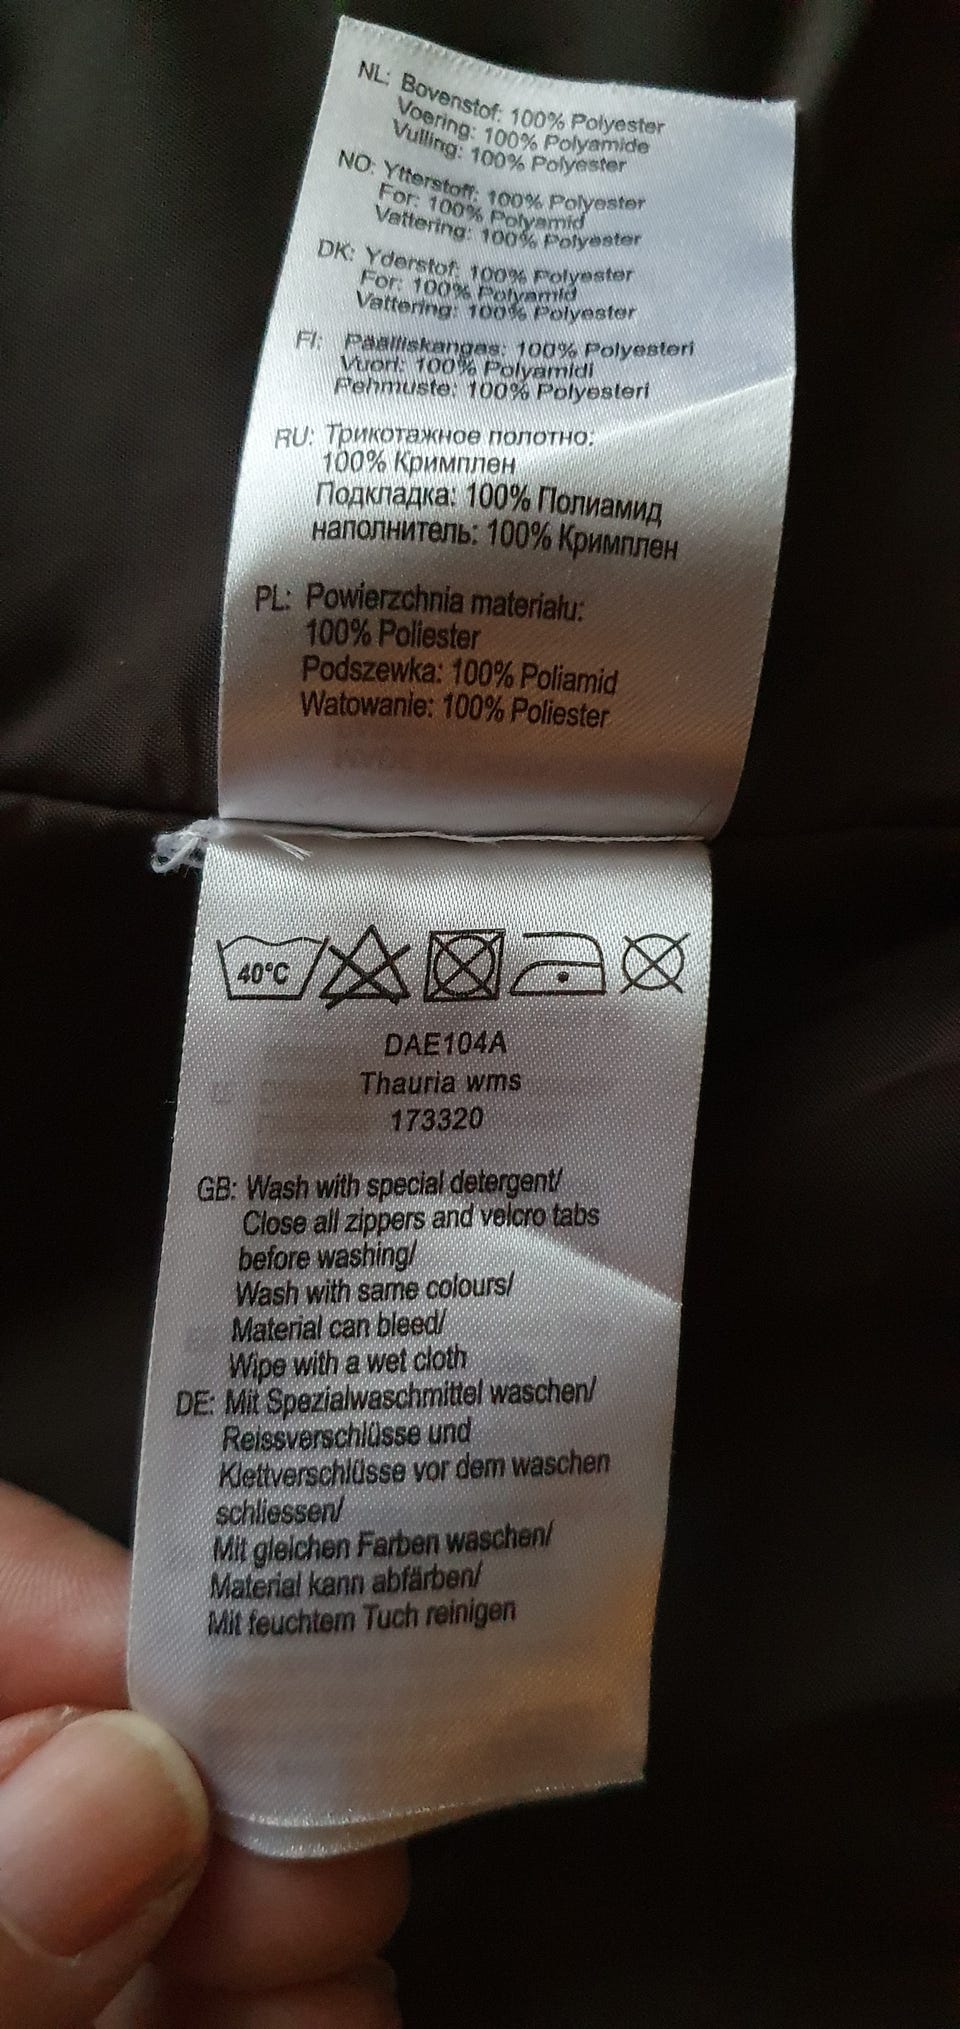 NL: Bovenstof: 100% Polyester
Voering: 100% Polyamide
Vulling: 100% Polyester
NO: Ytterstoff: 100% Polyester
For: 100% Polyamid
Vattering: 100% Polyester
DK: Yderstof: 100% Polyester
For: 100% Polyamid
Vattering: 100% Polyester
FI: Päälliskangas: 100% Polyesteri
Vuori: 100% Polyamidi
Pehmuste: 100% Polyesteri
RU: Трикотажное полотно:
100% Кримплен
Подкладка: 100% Полиамид
наполнитель: 100% Кримплен
PL: Powierzchnia materiału:
100% Poliester
Podszewka: 100% Poliamid
Watowanie: 100% Poliester
40°C
DAE104A
Thauria wms
173320
GB: Wash with special detergent/
Close all zippers and velcro tabs
before washing/
Wash with same colours/
Material can bleed/
Wipe with a wet cloth
DE: Mit Spezialwaschmittel waschen/
Reissverschlüsse und
Klettverschlüsse vor dem waschen
schliessen/
Mit gleichen Farben waschen/
Material kann abfärben/
Mit feuchtem Tuch reinigen